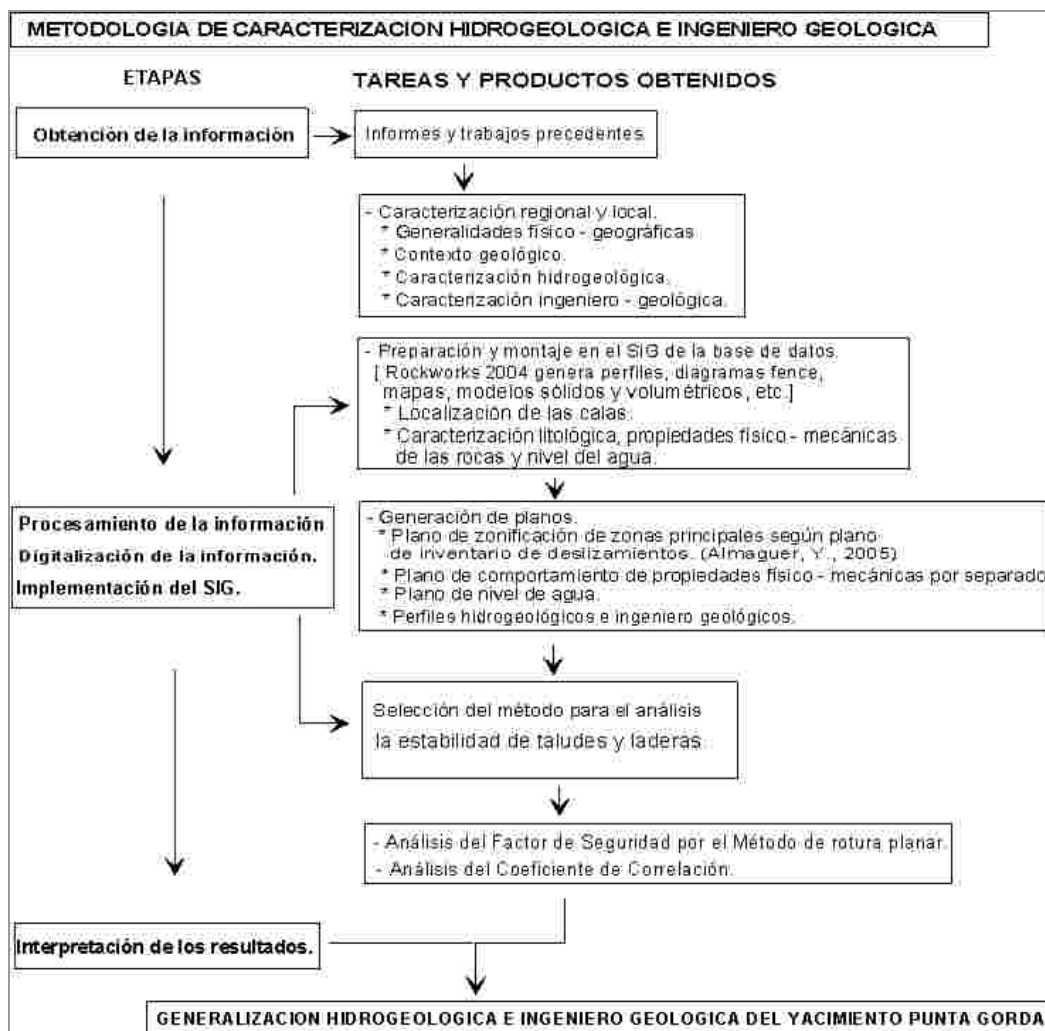 METODOLOGIA DE CARACTERIZACION HIDROGEOLOGICA E INGENIERO GEOLOGICA
ETAPAS
TAREAS Y PRODUCTOS OBTENIDOS
Obtención de la información
Informes y trabajos precedentes.
- Caracterización regional y local.
* Generalidades físico - geográficas
* Contexto geológico.
* Caracterización hidrogeológica.
* Caracterización ingeniero - geológica.
- Preparación y montaje en el SIG de la base de datos.
[ Rockworks 2004 genera perfiles, diagramas fence,
mapas, modelos sólidos y volumétricos, etc.]
* Localización de las calas.
* Caracterización litológica, propiedades físico - mecánicas
de las rocas y nivel del agua.
Procesamiento de la información
Digitalización de la información.
Implementación del SIG.
- Generación de planos.
* Plano de zonificación de zonas principales según plano
de inventario de deslizamientos. (Almaguer, Y., 2005)
* Plano de comportamiento de propiedades físico - mecánicas por separado
* Plano de nivel de agua.
* Perfiles hidrogeológicos e ingeniero geológicos.
Selección del método para el análisis
la estabilidad de taludes y laderas
- Análisis del Factor de Seguridad por el Método de rotura planar.
- Análisis del Coeficiente de Correlación.
Interpretación de los resultados.
GENERALIZACION HIDROGEOLOGICA E INGENIERO GEOLOGICA DEL YACIMIENTO PUNTA GORDA